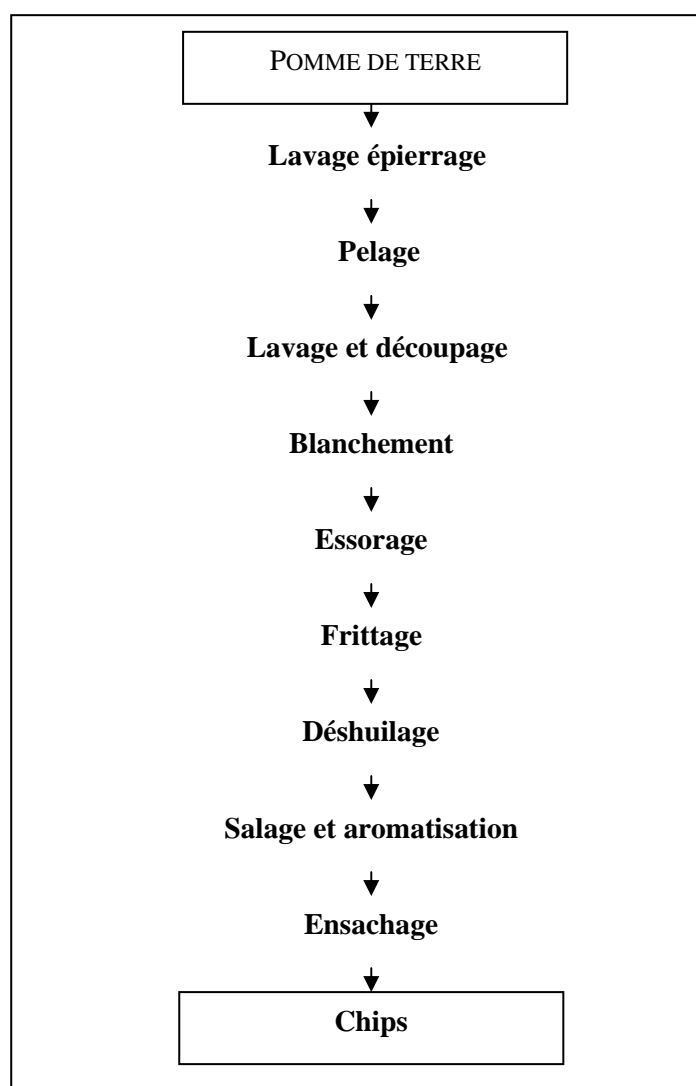 POMME DE TERRE
Lavage épierrage
Pelage
Lavage et découpage
Blanchement
Essorage
Frittage
Déshuilage
Salage et aromatisation
Ensachage
Chips